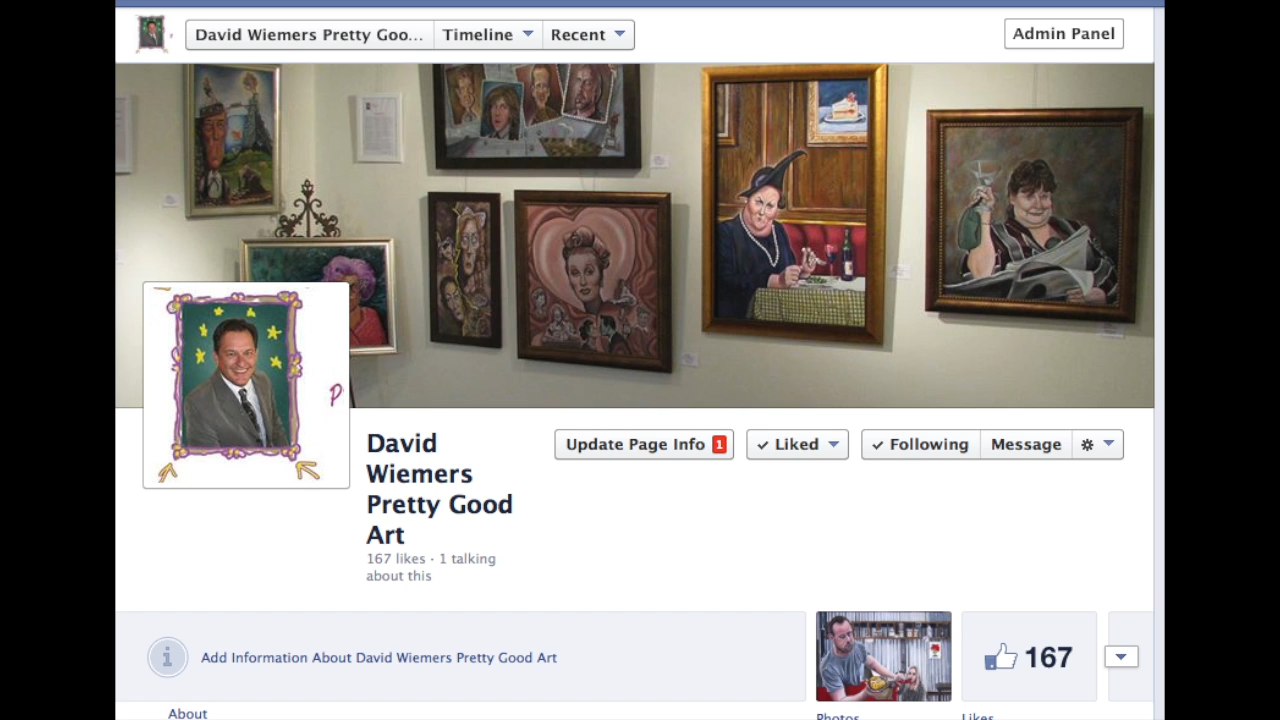 David Wiemers Pretty Goo...
Timeline
Recent
Admin Panel
P
David
Wiemers
Pretty Good
Art
Update Page Info 1
✓ Liked
✓ Following
Message
167 likes · 1 talking
about this
i
Add Information About David Wiemers Pretty Good Art
167
About
Photos
Likes